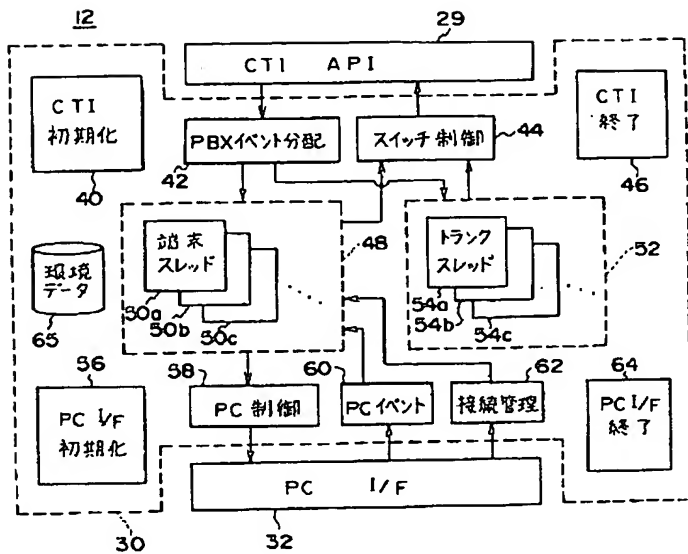 12
29
CTI API
CTI
初期化
40
PBXイベント分配
42
スイッチ制御
44
CTI
終了
46
端末
スレッド
50a
50b
50c
48
トランク
スレッド
54a
54b
54c
52
環境
データ
65
56
PC I/F
初期化
58
PC 制御
60
PCイベント
62
接続管理
64
PC I/F
終了
PC I/F
32
30